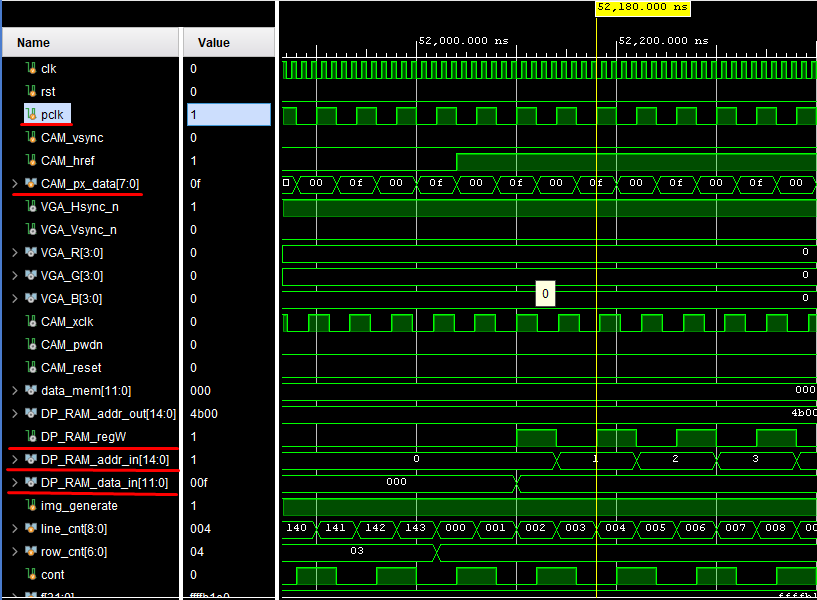 52,180.000 ns
Name Value
52,000.000 ns 52,200.000 ns
clk 0
rst 0
pclk 1
CAM_vsync 0
CAM_href 1
CAM_px_data[7:0] 0f 00 0f 00 0f 0f 00 0f 00 0f 00 0f 00
VGA_Hsync_n 1
VGA_Vsync_n 0
VGA_R[3:0] 0 0
VGA_G[3:0] 0 0
VGA_B[3:0] 0 0
0
CAM_xclk 0
CAM_pwdn 0
CAM_reset 0
data_mem[11:0] 000 000
DP_RAM_addr_out[14:0] 4b00 4b00
DP_RAM_regW 1
DP_RAM_addr_in[14:0] 1 0 1 2 3
DP_RAM_data_in[11:0] 00f 000
img_generate 1
line_cnt[8:0] 004 140 141 142 143 000 001 002 003 004 005 006 007 008 00
row_cnt[6:0] 04 03
cont 0